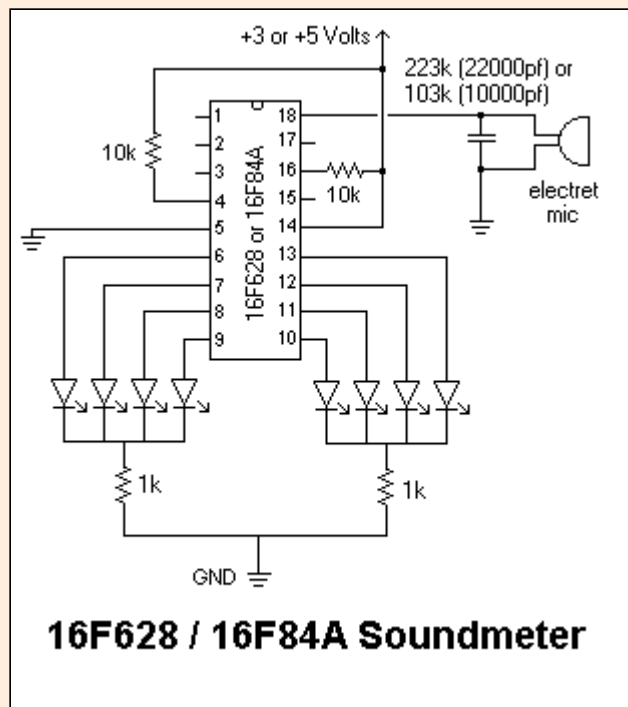 +3 or +5 Volts
223k (22000pf) or
103k (10000pf)
10k
1
2
3
4
5
6
7
8
9
16F628 or 16F84A
18
17
16
15
14
13
12
11
10
10k
electret
mic
1k
1k
GND
16F628 / 16F84A Soundmeter